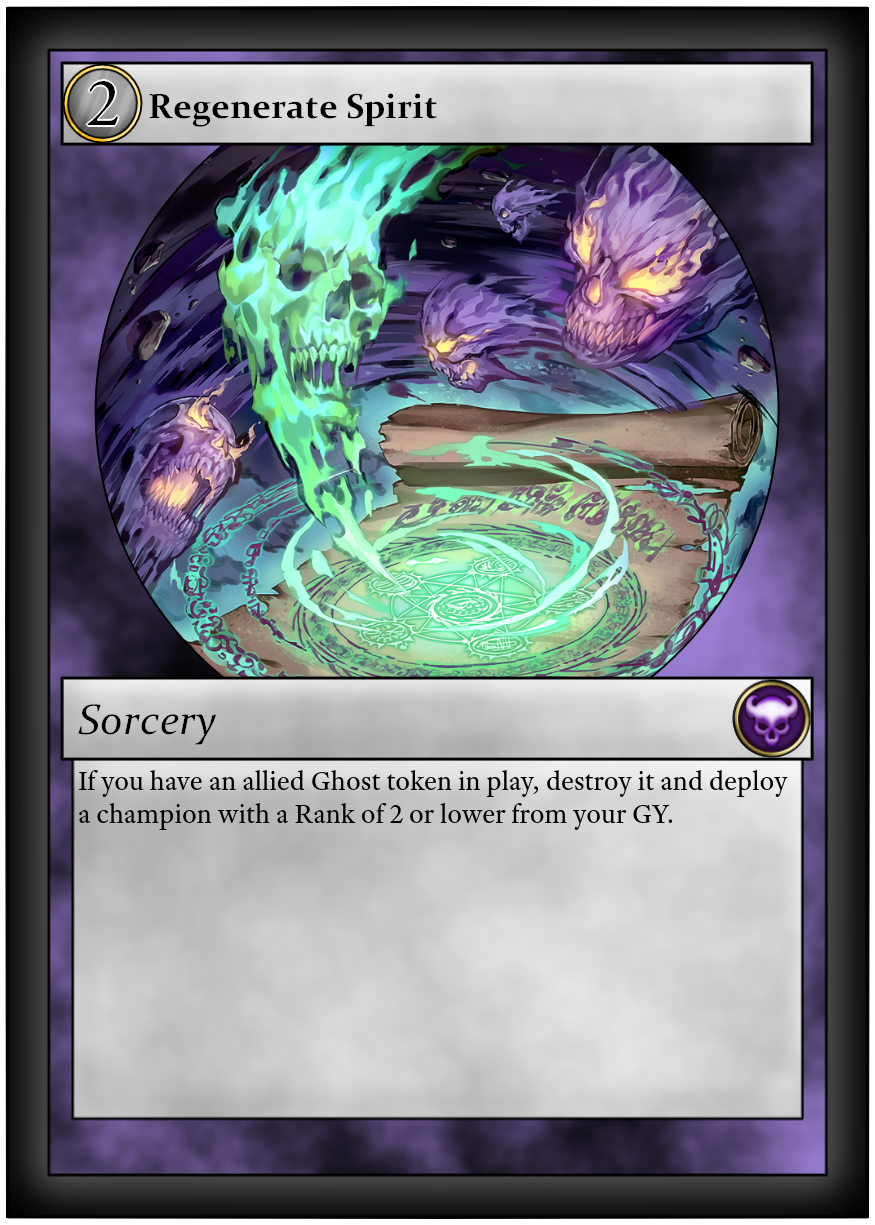 2
Regenerate Spirit
Sorcery
If you have an allied Ghost token in play, destroy it and deploy
a champion with a Rank of 2 or lower from your GY.